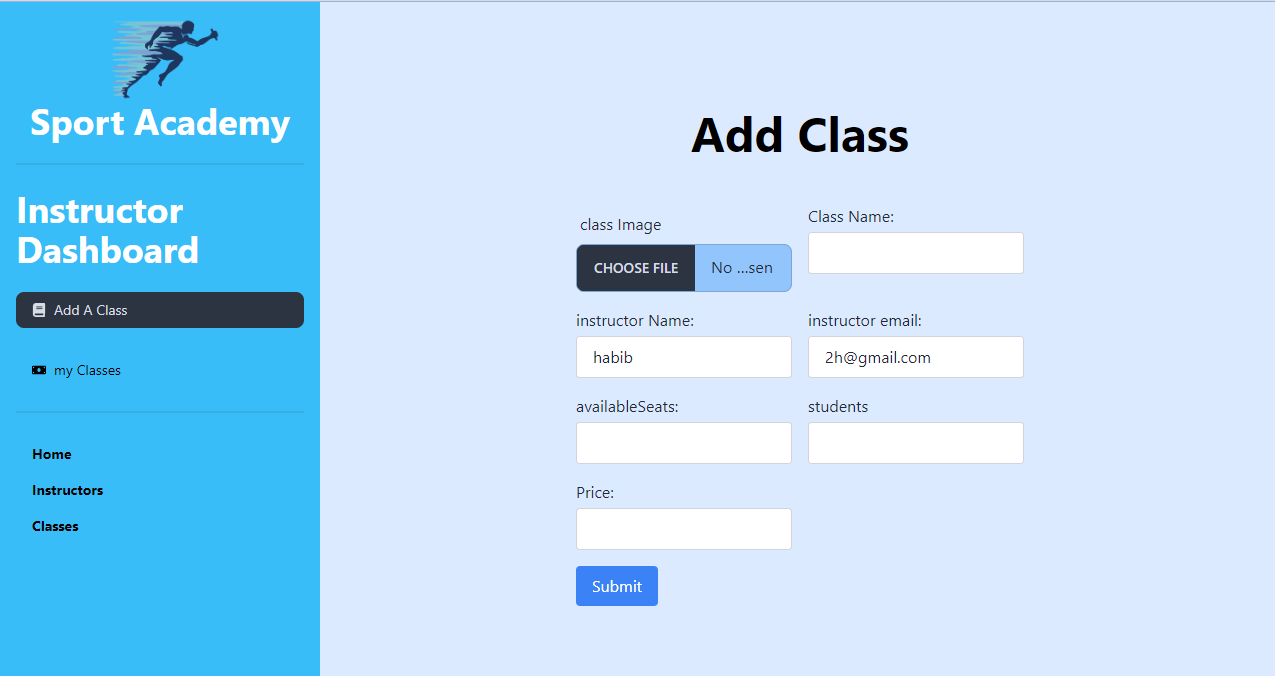 Sport Academy
Instructor
Dashboard
Add A Class
my Classes
Home
Instructors
Classes
Add Class
class Image
CHOOSE FILE No ...sen
Class Name:
instructor Name:
habib
instructor email:
2h@gmail.com
availableSeats:
students
Price:
Submit